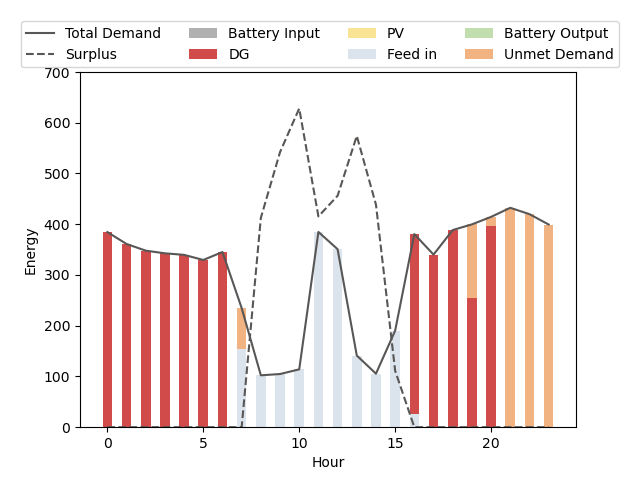 Total Demand Battery Input PV Battery Output
Surplus DG Feed in Unmet Demand
700
600
500
400
300
200
100
0
Energy
0 5 10 15 20
Hour